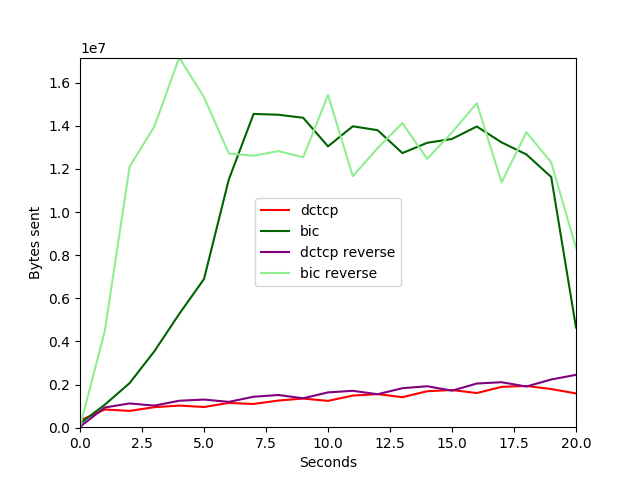 1e7
1.6
1.4
1.2
1.0
0.8
0.6
0.4
0.2
0.0
Bytes sent
dctcp
bic
dctcp reverse
bic reverse
0.0 2.5 5.0 7.5 10.0 12.5 15.0 17.5 20.0
Seconds